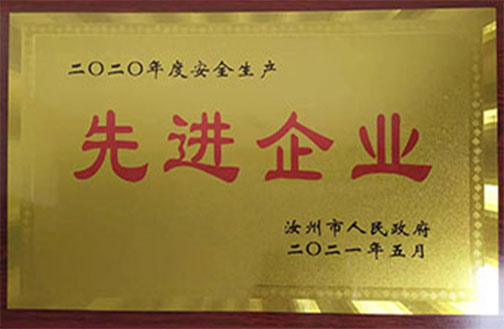 二〇二〇年度安全生产
先进企业
汝州市人民政府
二〇二一年五月